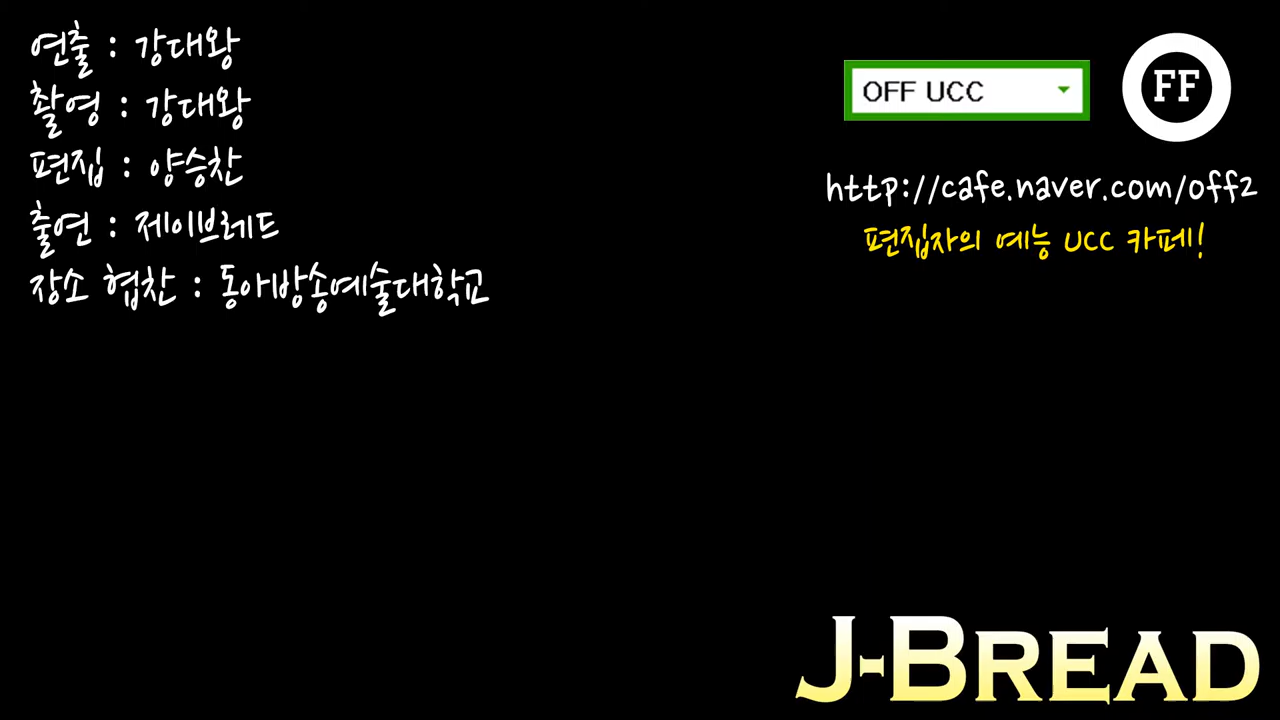 연출 : 강대왕
촬영 : 강대왕
편집 : 양승찬
출연 : 제이브레드
장소 협찬 : 동아방송예술대학교
OFF UCC
FF
http://cafe.naver.com/off2
편집자의 예능 UCC 카페!
J-BREAD